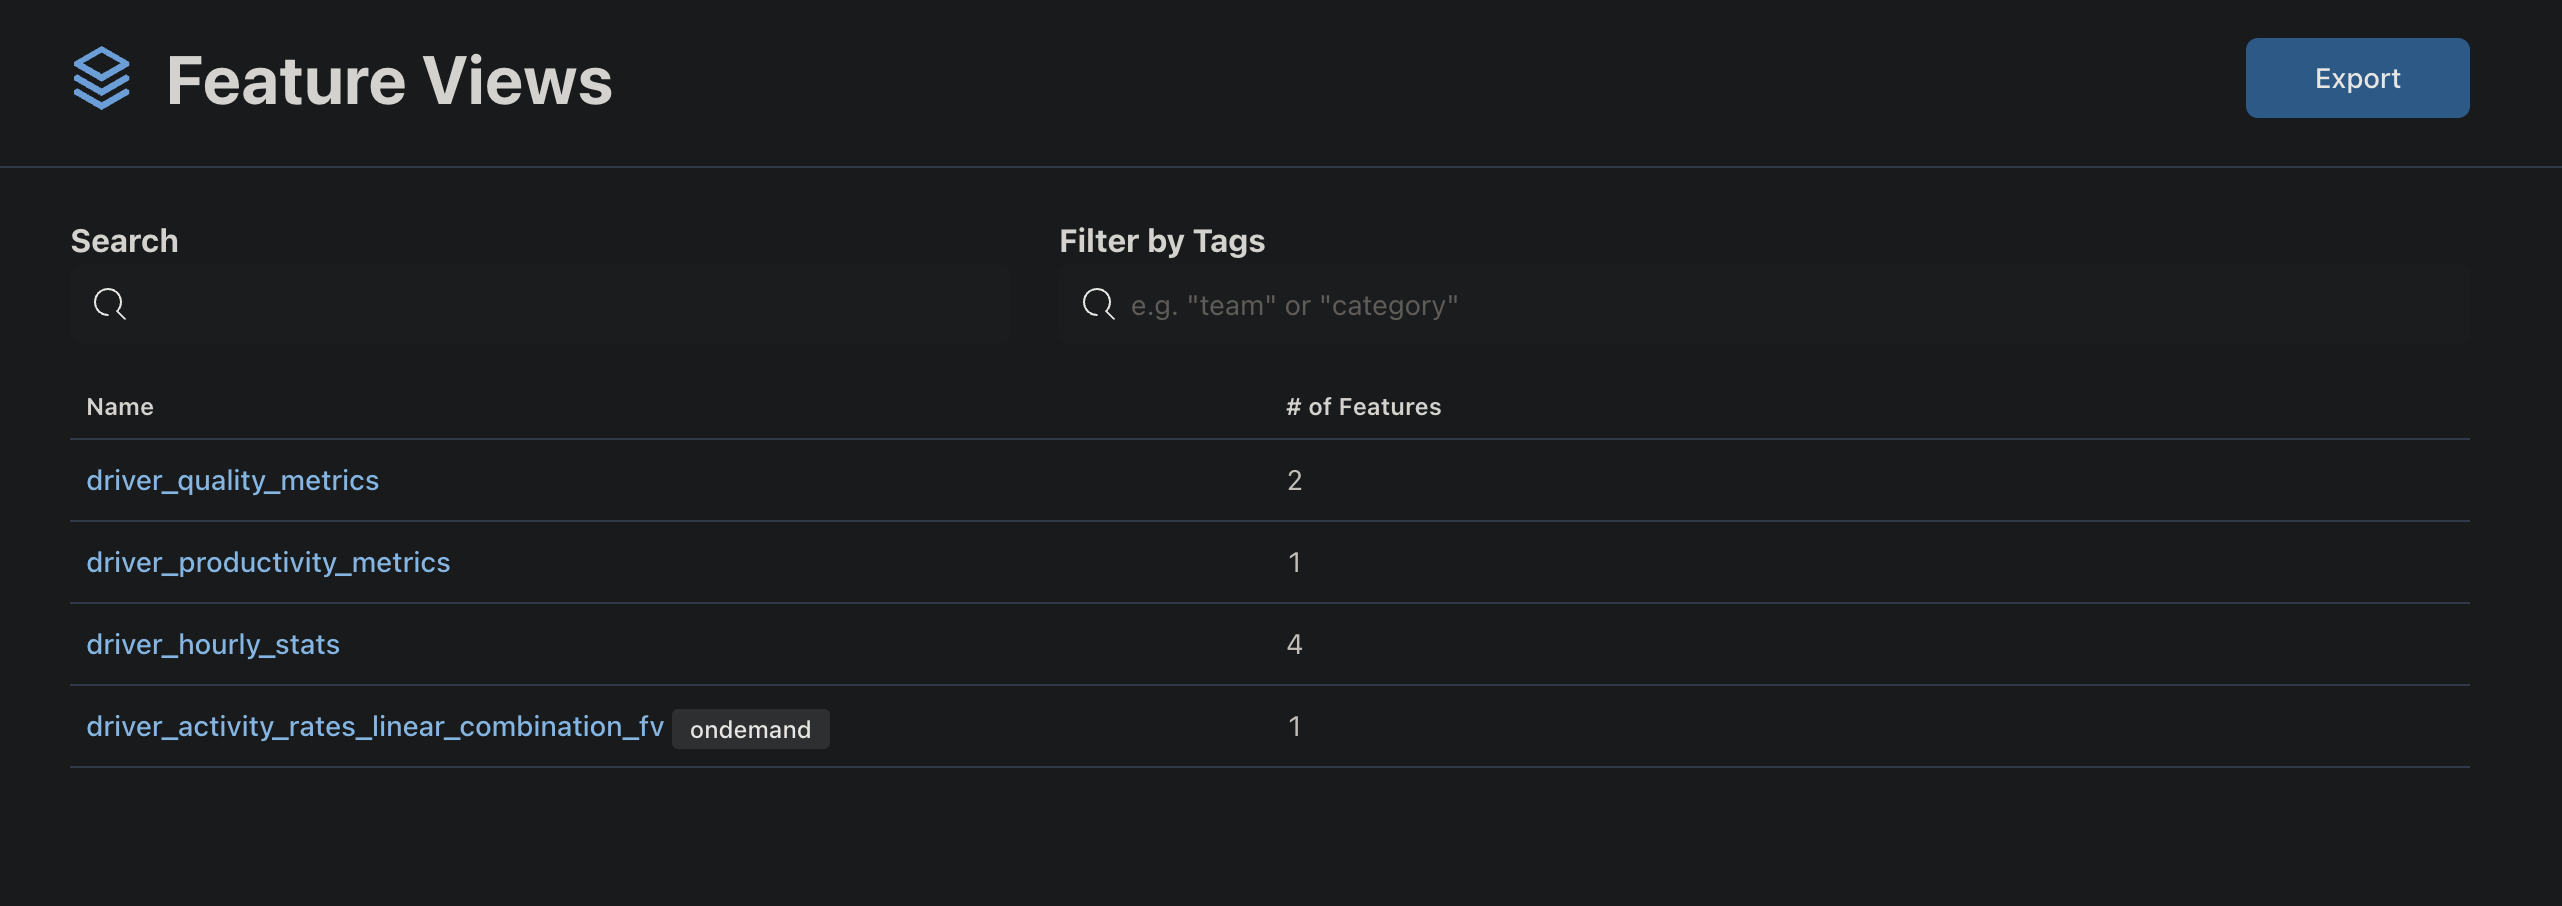 Feature Views
Export
Search
Filter by Tags
e.g. "team" or "category"
Name # of Features
driver_quality_metrics 2
driver_productivity_metrics 1
driver_hourly_stats 4
driver_activity_rates_linear_combination_fv ondemand 1